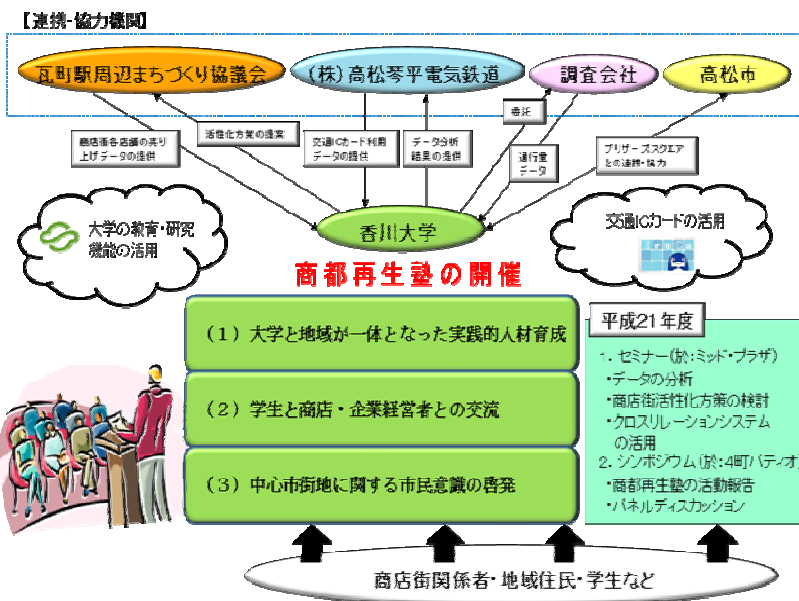 【連携・協力機関】
瓦町駅周辺まちづくり協議会
(株)高松琴平電気鉄道
調査会社
高松市
商店街各店舗の売り
上げデータの提供
活性化方策の提案
交通ICカード利用
データの提供
データ分析
結果の提供
委託
通行量
データ
ブリザーズスクエア
との連携・協力
大学の教育・研究
機能の活用
香川大学
交通ICカードの活用
IruCa
商都再生塾の開催
(1)大学と地域が一体となった実践的人材育成
(2)学生と商店・企業経営者との交流
(3)中心市街地に関する市民意識の啓発
平成21年度
1. セミナー(於:ミッド・プラザ)
・データの分析
・商店街活性化方策の検討
・クロスリレーションシステム
の活用
2. シンポジウム(於:4町パティオ)
・商都再生塾の活動報告
・パネルディスカッション
商店街関係者・地域住民・学生など